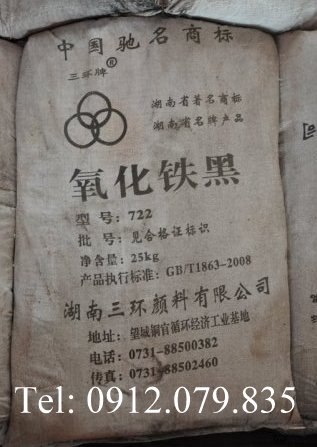 中国驰名商标
三环牌®
湖南省著名商标
湖南省名牌产品
氧化铁黑
型号：722
批号：见合格证标识
净含量：25kg
产品执行标准：GB/T1863-2008
湖南三环颜料有限公司
地址：望城铜官循环经济工业基地
电话：0731-88500382
传真：0731-88502460
Tel: 0912.079.835